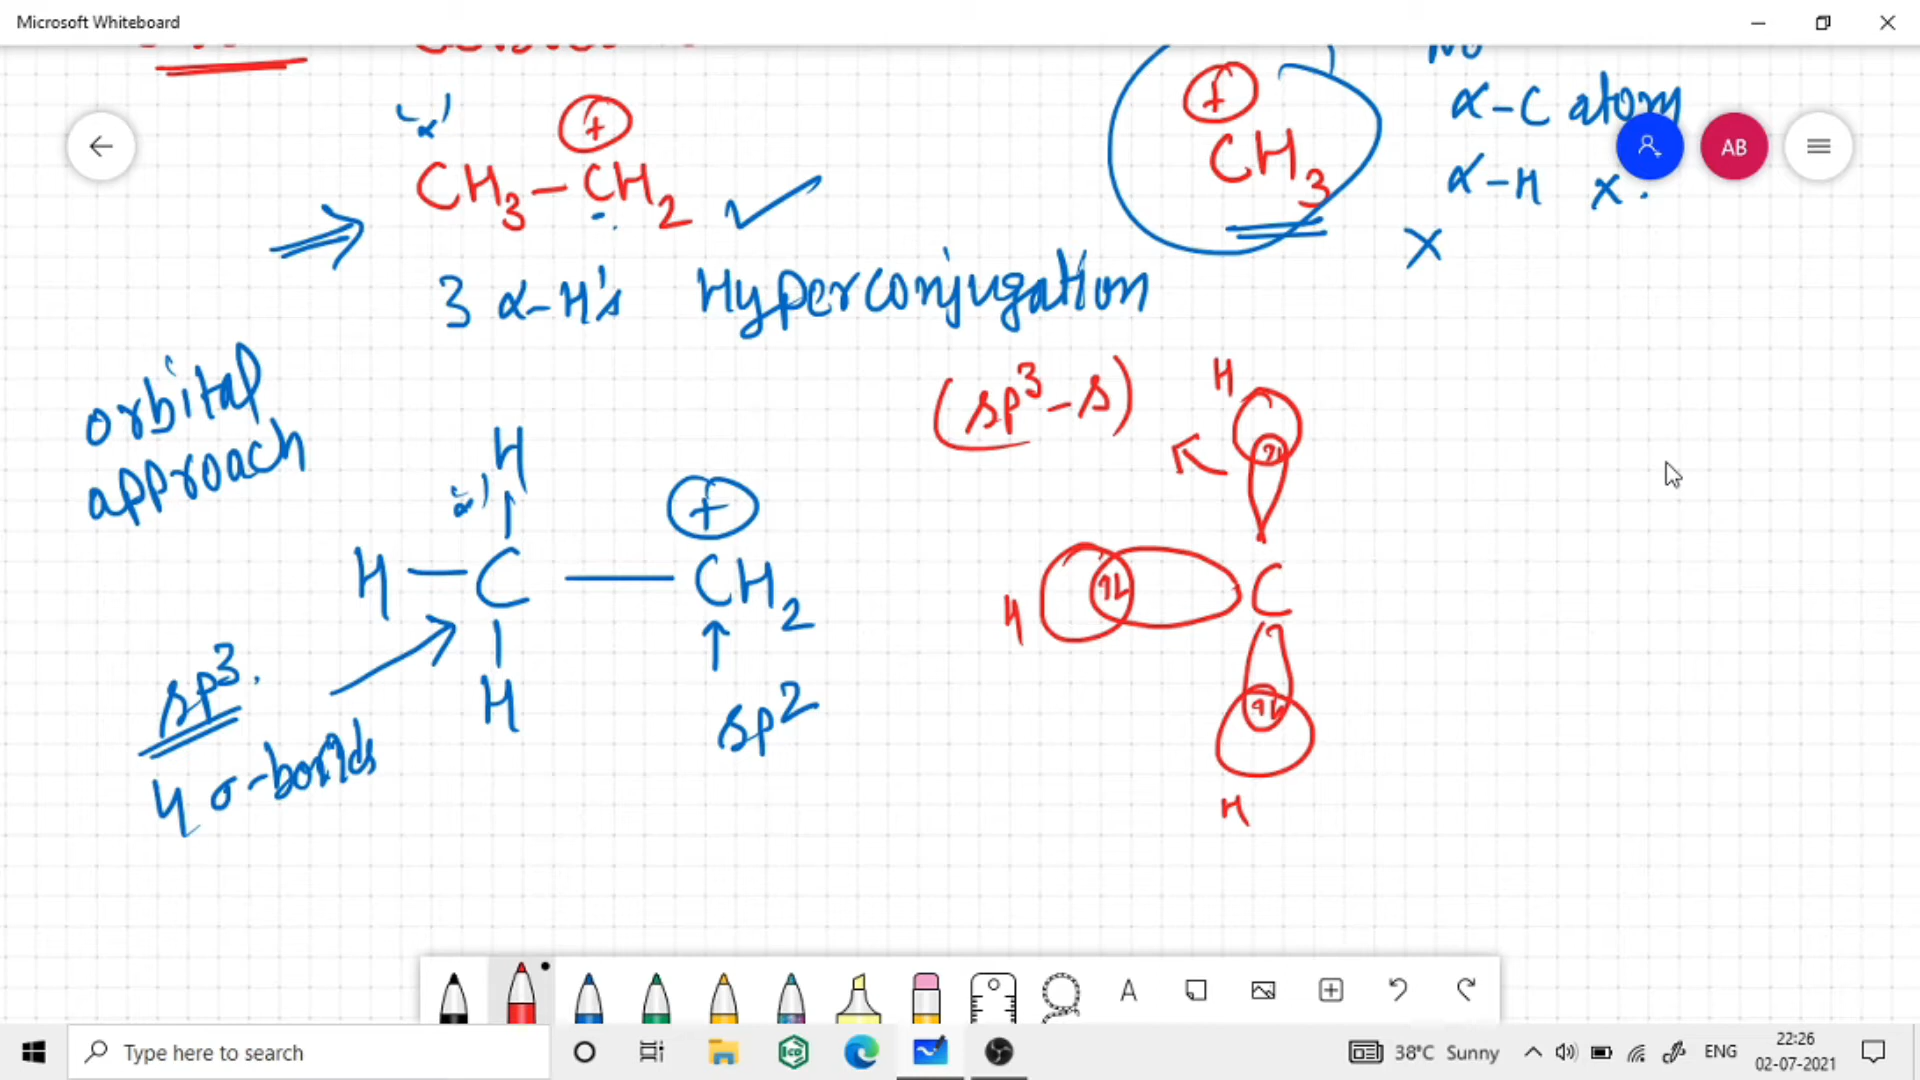 Microsoft Whiteboard
α
+
CH3 – CH2
3 α-H's Hyperconjugation
+
CH3
No
α-C atom
α-H x.
x
AB
orbital
approach
H
α
+
H – C — CH2
H
sp3.
4 σ-bonds
sp2
(sp3 - s)
H
H
C
H
A
Type here to search
38°C Sunny
ENG
22:26
02-07-2021